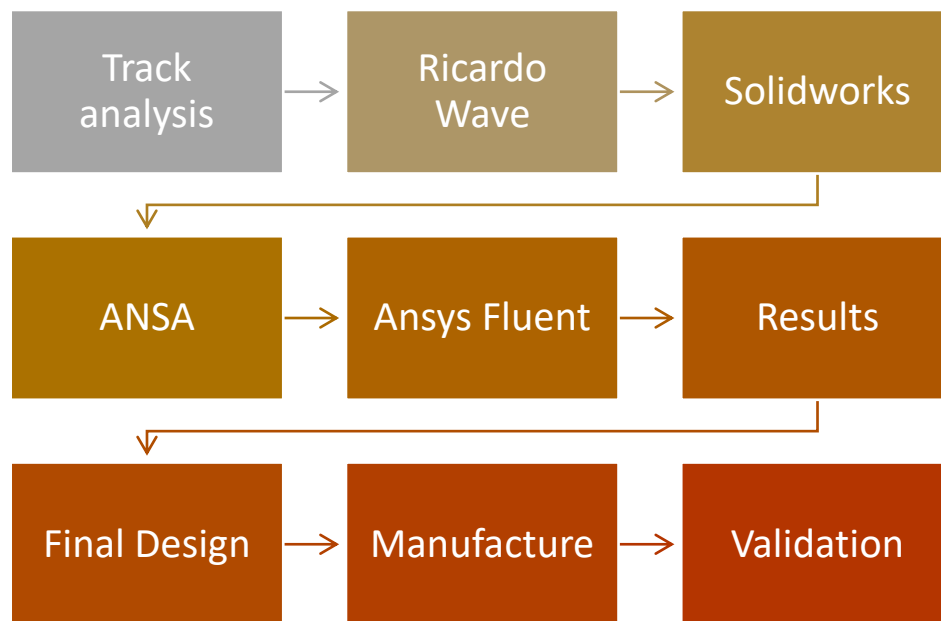 Track
analysis
Ricardo
Wave
Solidworks
ANSA
Ansys Fluent
Results
Final Design
Manufacture
Validation